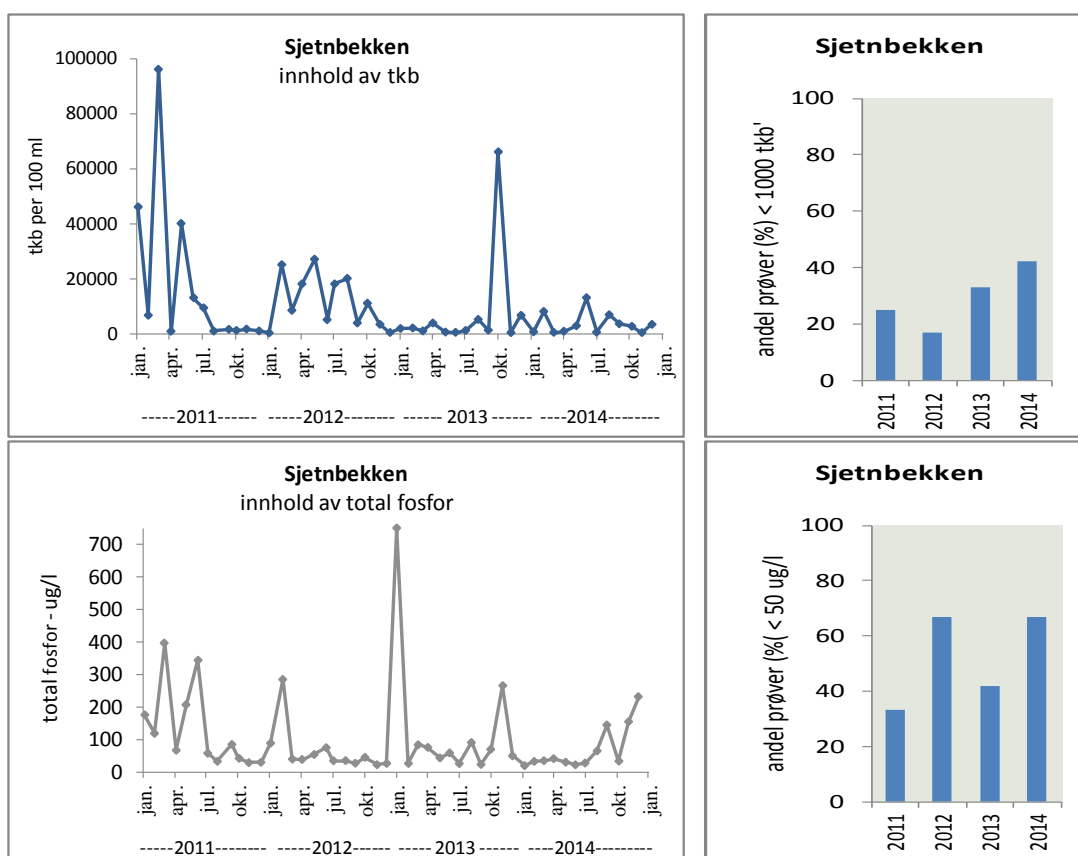 Sjetnbekken
innhold av tkb
tkb per 100 ml
100000
80000
60000
40000
20000
0
jan. apr. jul. okt. jan. apr. jul. okt. jan. apr. jul. okt. jan. apr. jul. okt. jan.
-----2011------- -----2012-------- -----2013 ------ -----2014--------
Sjetnbekken
andel prøver (%) < 1000 tkb'
100
80
60
40
20
0
2011 2012 2013 2014
Sjetnbekken
innhold av total fosfor
total fosfor - ug/l
700
600
500
400
300
200
100
0
jan. apr. jul. okt. jan. apr. jul. okt. jan. apr. jul. okt. jan. apr. jul. okt. jan.
-----2011------- -----2012-------- -----2013 ------ -----2014--------
Sjetnbekken
andel prøver (%( < 50 ug/l
100
80
60
40
20
0
2011 2012 2013 2014